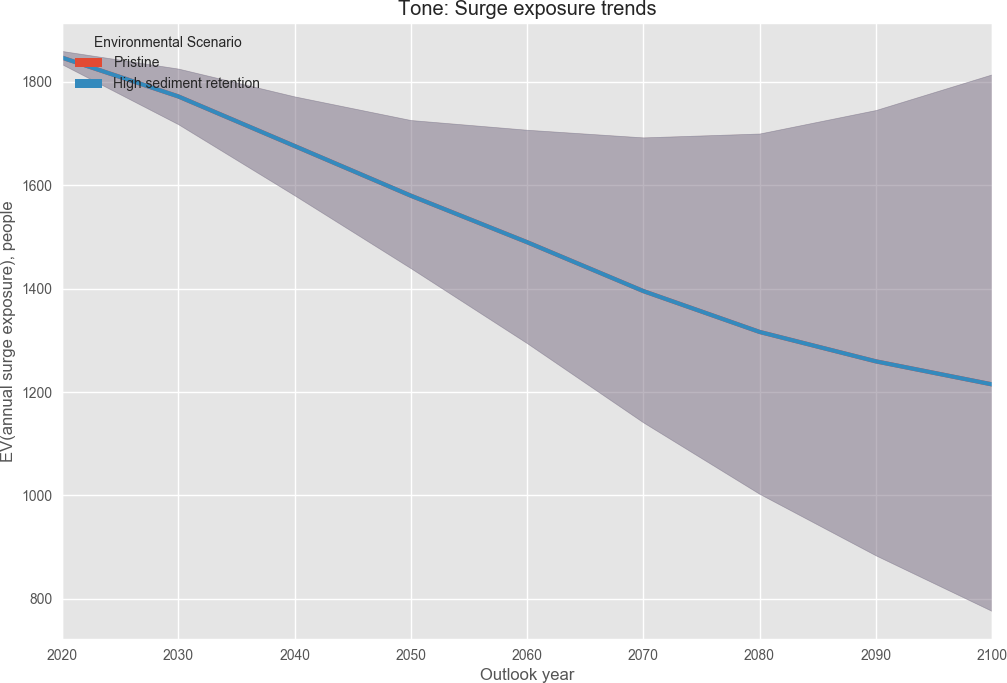 Tone: Surge exposure trends
Environmental Scenario
Pristine
High sediment retention
EV(annual surge exposure), people
1800
1600
1400
1200
1000
800
2020 2030 2040 2050 2060 2070 2080 2090 2100
Outlook year